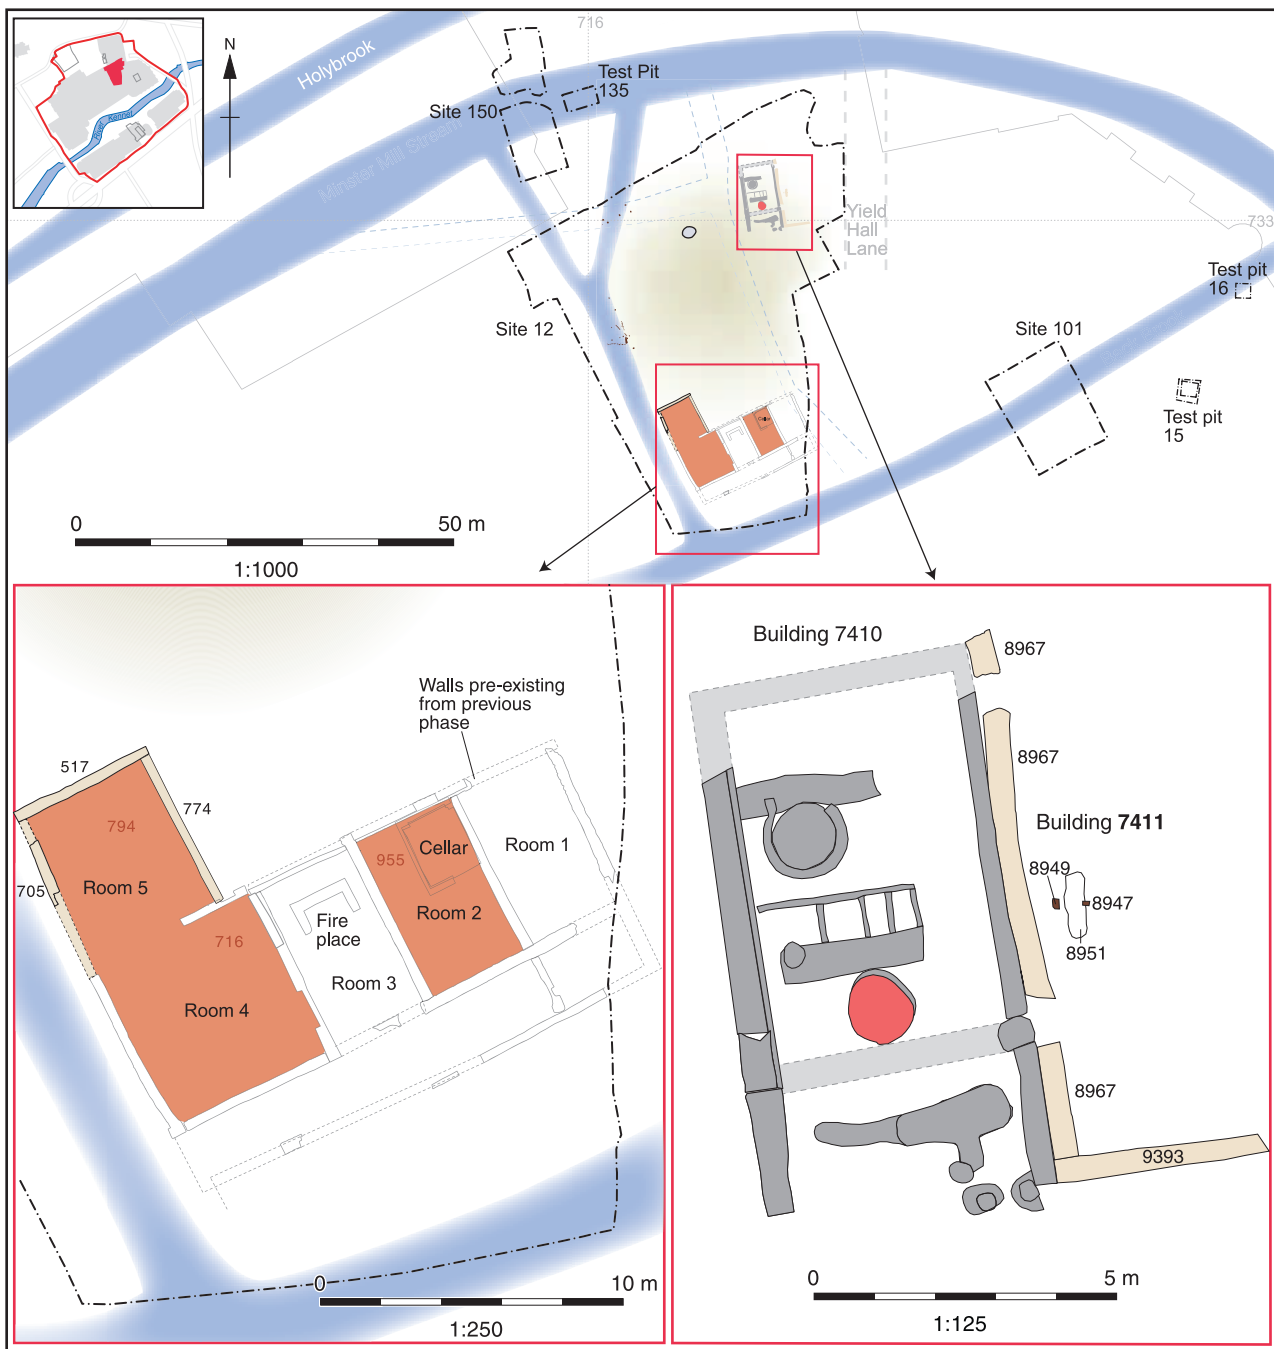 716
N
Holybrook
Test Pit
135
Site 150
Minster Mill Stream
Kennet
Yield
Hall
Lane
733
Test pit
16
Site 12
Site 101
Test pit
15
0
50 m
1:1000
Walls pre-existing
from previous
phase
517
774
794
705
Room 5
955
Cellar
Room 1
Room 2
716
Fire
place
Room 3
Room 4
0
10 m
1:250
Building 7410
8967
8967
Building 7411
8949
8947
8951
8967
9393
0
5 m
1:125